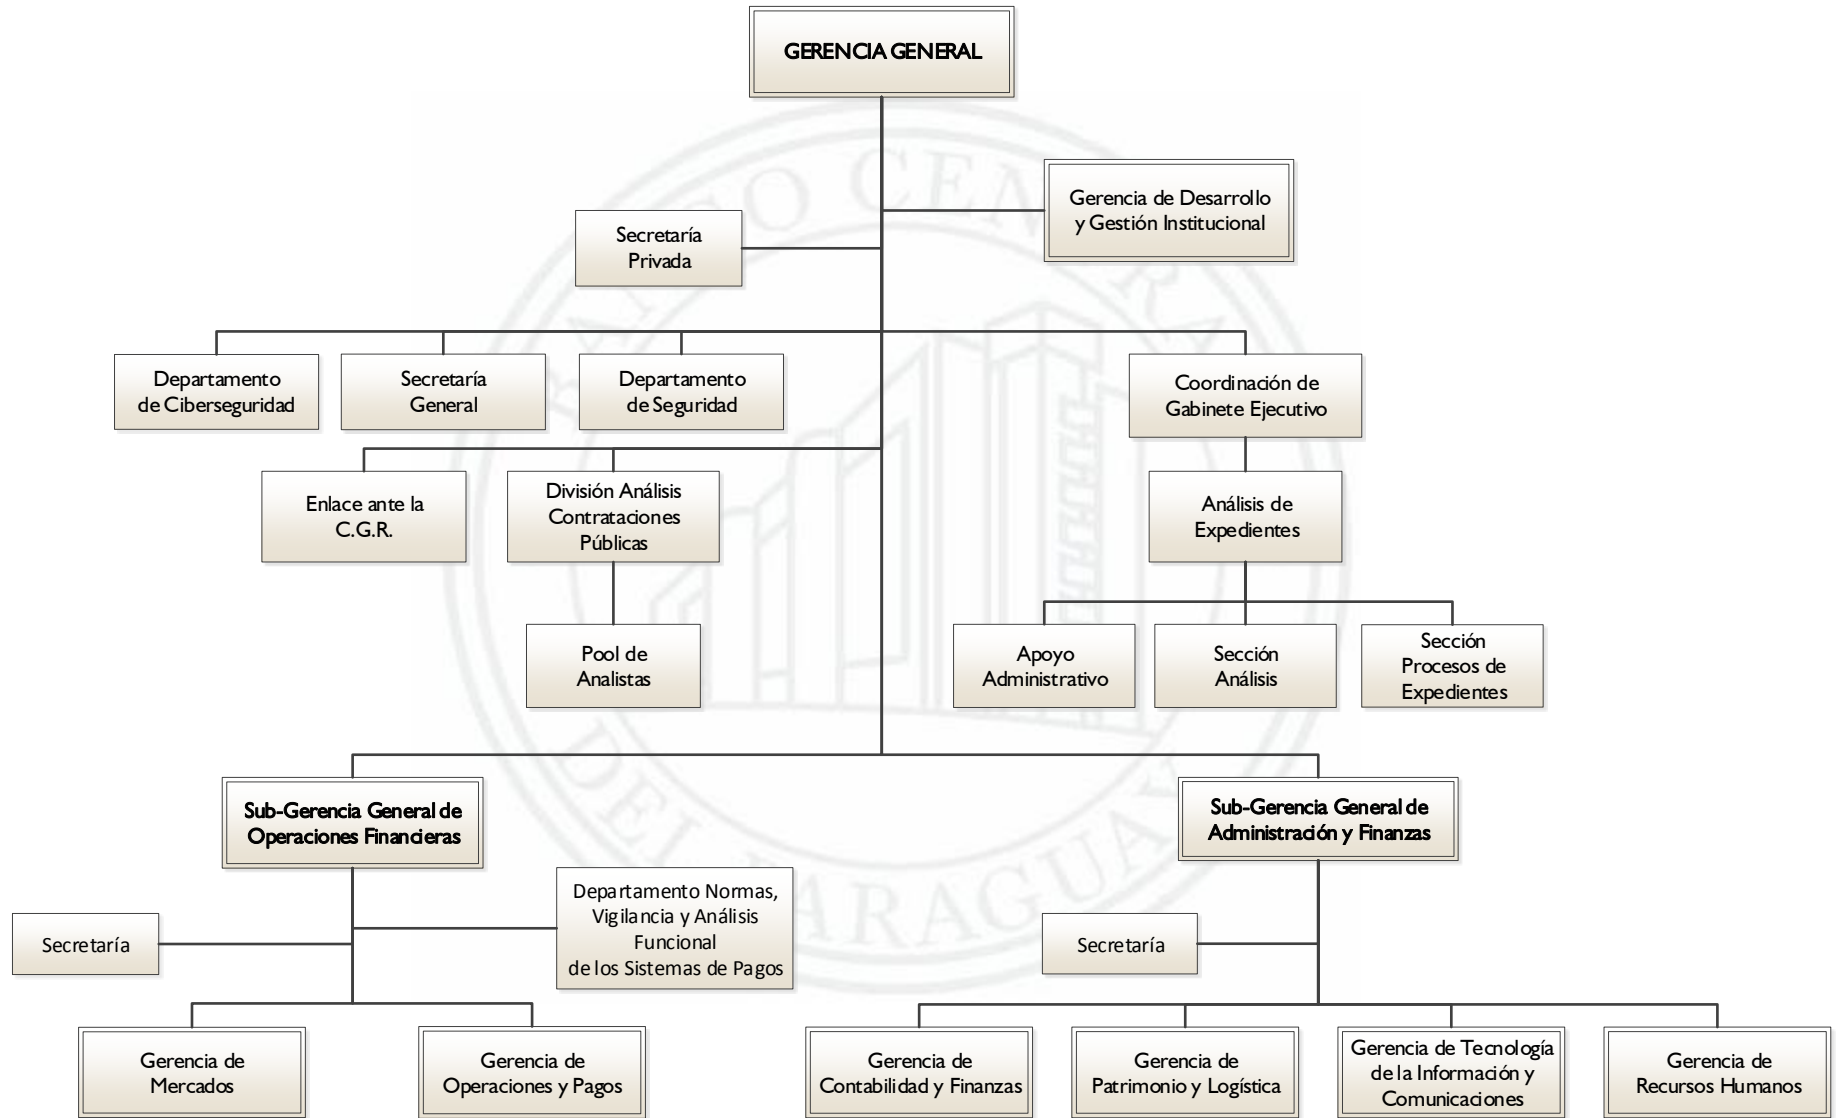 GERENCIA GENERAL
Gerencia de Desarrollo
y Gestión Institucional
Secretaría
Privada
Departamento
de Ciberseguridad
Secretaría
General
Departamento
de Seguridad
Coordinación de
Gabinete Ejecutivo
Enlace ante la
C.G.R.
División Análisis
Contrataciones
Públicas
Análisis de
Expedientes
Pool de
Analistas
Apoyo
Administrativo
Sección
Análisis
Sección
Procesos de
Expedientes
Sub-Gerencia General de
Operaciones Financieras
Sub-Gerencia General de
Administración y Finanzas
Secretaría
Departamento Normas,
Vigilancia y Análisis
Funcional
de los Sistemas de Pagos
Secretaría
Gerencia de
Mercados
Gerencia de
Operaciones y Pagos
Gerencia de
Contabilidad y Finanzas
Gerencia de
Patrimonio y Logística
Gerencia de Tecnología
de la Información y
Comunicaciones
Gerencia de
Recursos Humanos
BANCO CENTRAL
DEL PARAGUAY